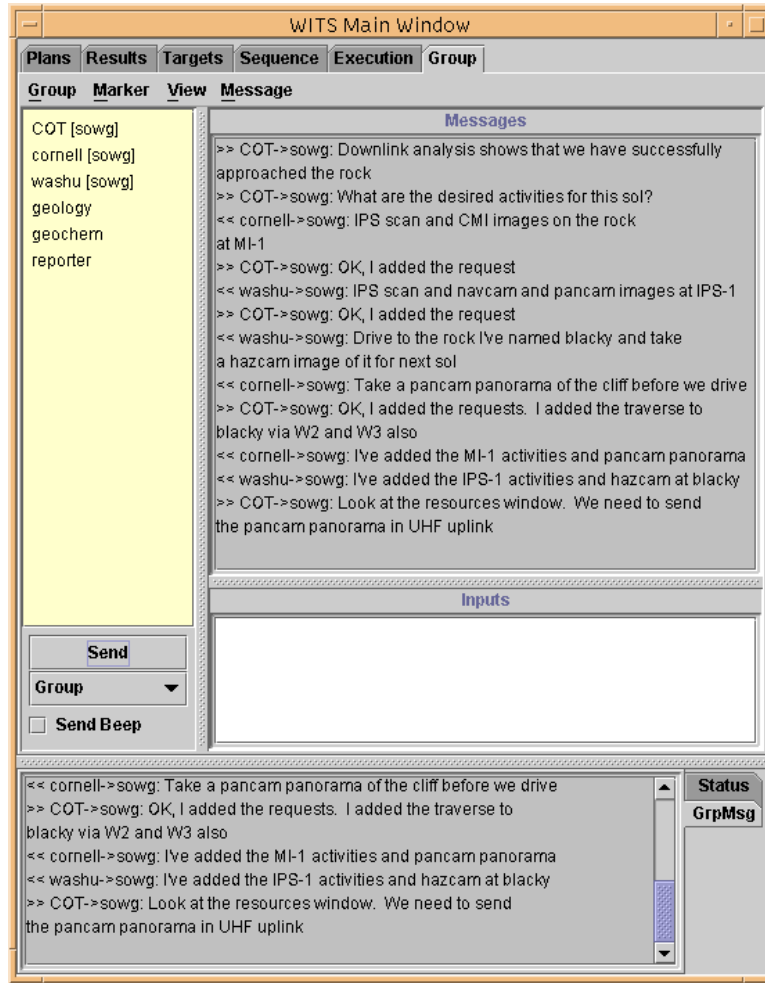 WITS Main Window
Plans Results Targets Sequence Execution Group
Group Marker View Message
COT [sowg]
cornell [sowg]
washu [sowg]
geology
geochem
reporter
Messages
>> COT->sowg: Downlink analysis shows that we have successfully
approached the rock
>> COT->sowg: What are the desired activities for this sol?
<< cornell->sowg: IPS scan and CMI images on the rock
at MI-1
>> COT->sowg: OK, I added the request
<< washu->sowg: IPS scan and navcam and pancam images at IPS-1
>> COT->sowg: OK, I added the request
<< washu->sowg: Drive to the rock I've named blacky and take
a hazcam image of it for next sol
<< cornell->sowg: Take a pancam panorama of the cliff before we drive
>> COT->sowg: OK, I added the requests.  I added the traverse to
blacky via W2 and W3 also
<< cornell->sowg: I've added the MI-1 activities and pancam panorama
<< washu->sowg: I've added the IPS-1 activities and hazcam at blacky
>> COT->sowg: Look at the resources window.  We need to send
the pancam panorama in UHF uplink
Inputs
Send
Group
Send Beep
<< cornell->sowg: Take a pancam panorama of the cliff before we drive
>> COT->sowg: OK, I added the requests.  I added the traverse to
blacky via W2 and W3 also
<< cornell->sowg: I've added the MI-1 activities and pancam panorama
<< washu->sowg: I've added the IPS-1 activities and hazcam at blacky
>> COT->sowg: Look at the resources window.  We need to send
the pancam panorama in UHF uplink
Status
GrpMsg